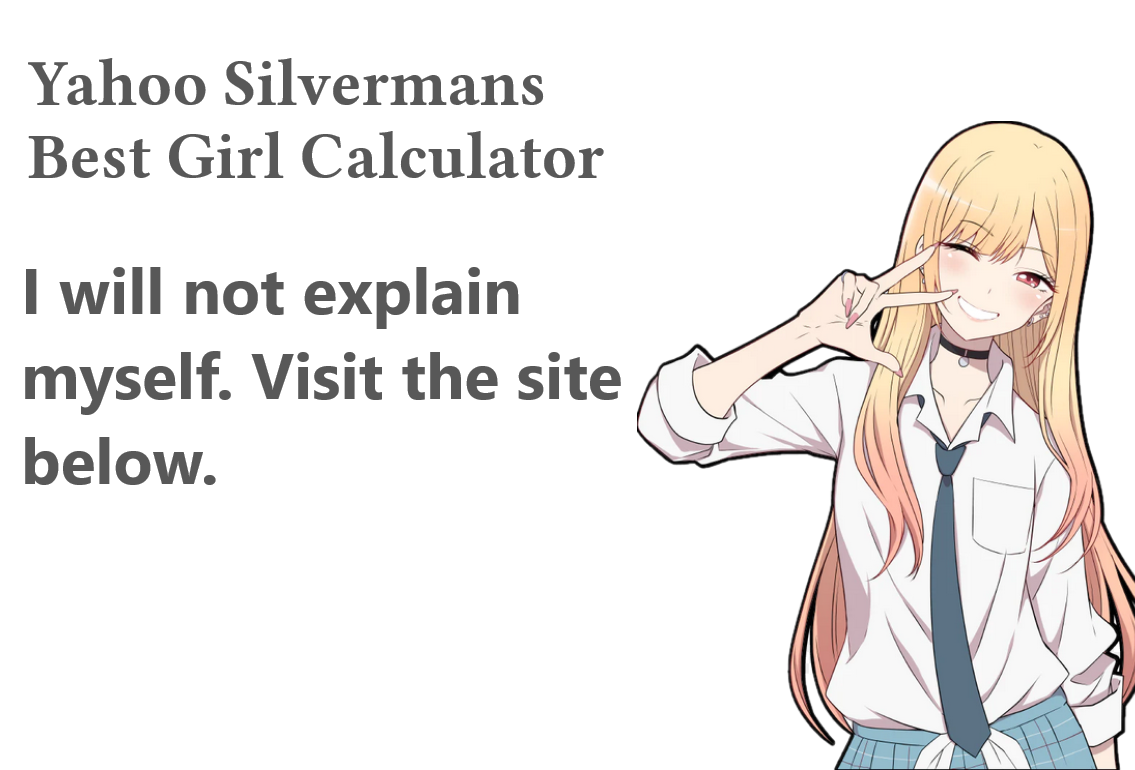 Yahoo Silvermans
Best Girl Calculator
I will not explain
myself. Visit the site
below.